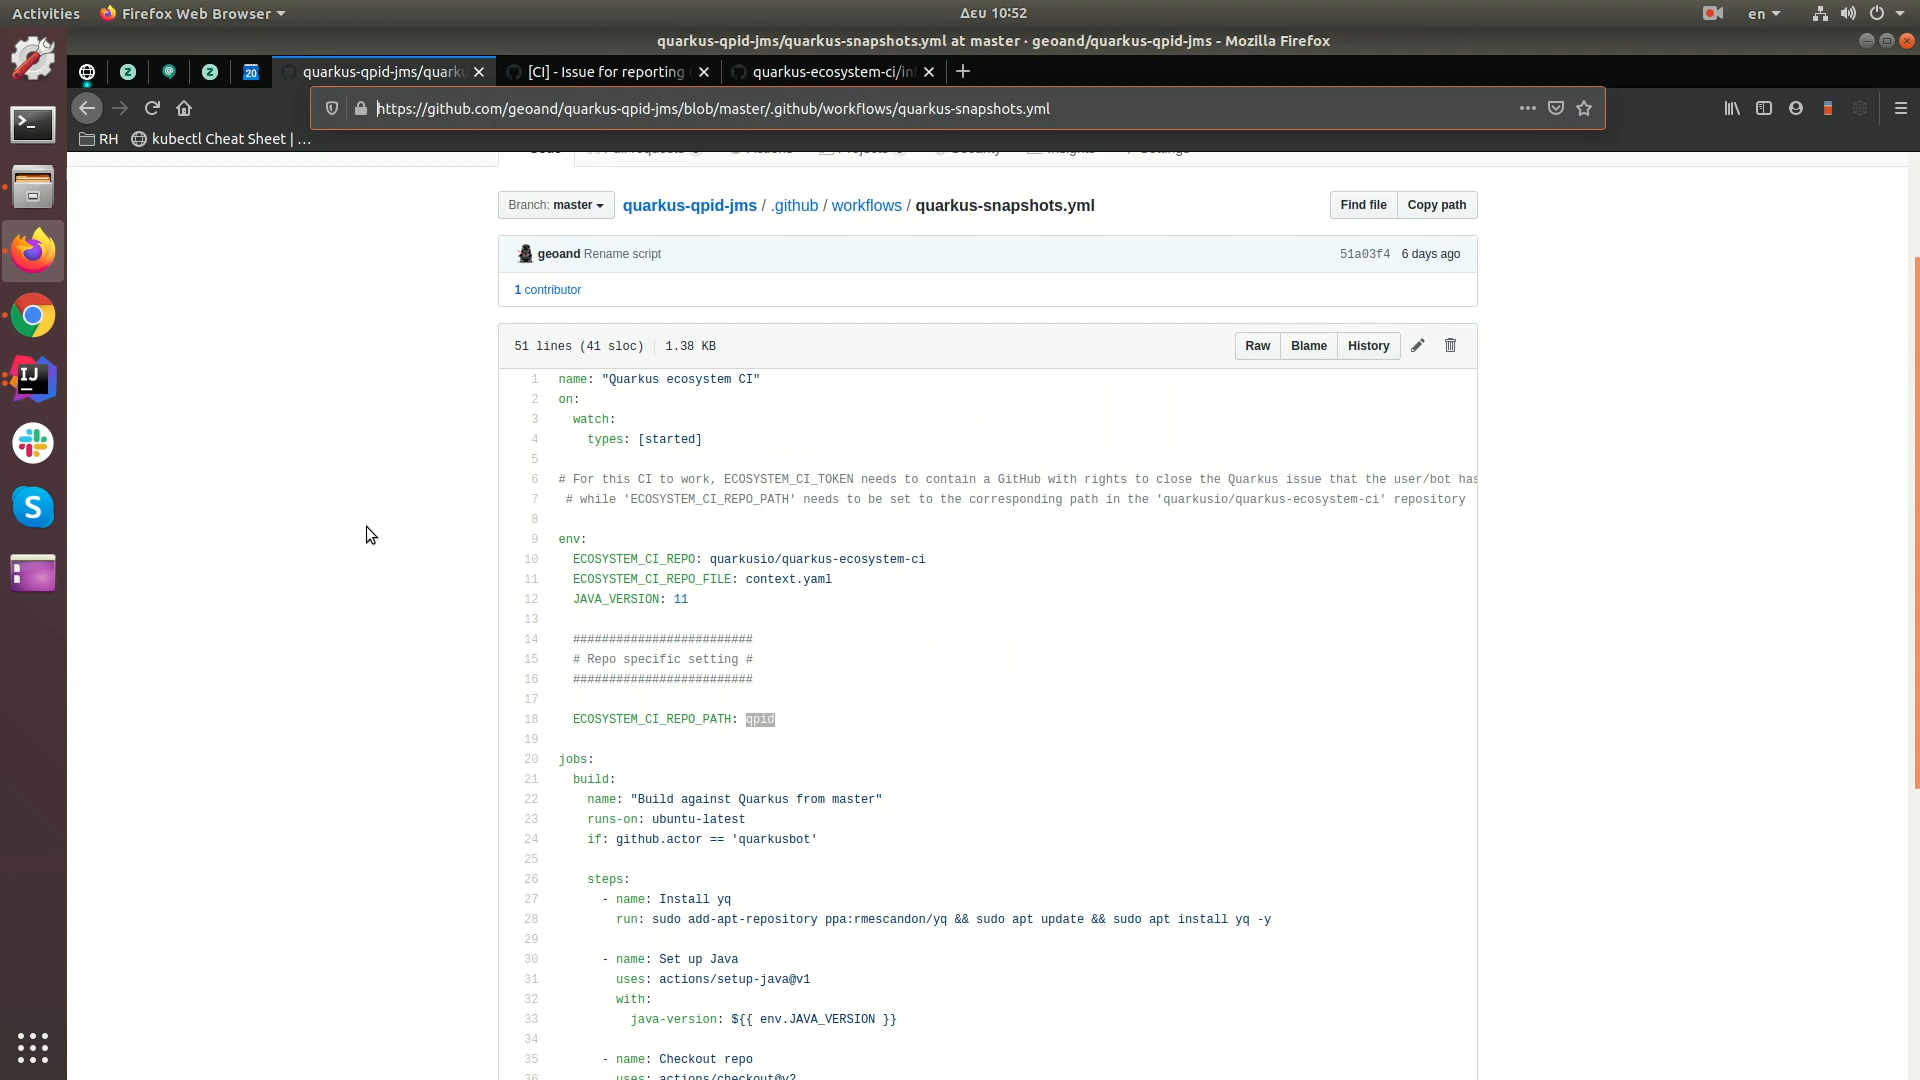 Activities
Firefox Web Browser
Δευ 10:52
en
quarkus-qpid-jms/quarkus-snapshots.yml at master · geoand/quarkus-qpid-jms - Mozilla Firefox
20
quarkus-qpid-jms/quarku
[CI] - Issue for reporting
quarkus-ecosystem-ci/in
https://github.com/geoand/quarkus-qpid-jms/blob/master/.github/workflows/quarkus-snapshots.yml
RH
kubectl Cheat Sheet | ...
Branch: master
quarkus-qpid-jms / .github / workflows / quarkus-snapshots.yml
Find file
Copy path
geoand Rename script
51a03f4 6 days ago
1 contributor
51 lines (41 sloc)
1.38 KB
Raw
Blame
History
1 name: "Quarkus ecosystem CI"
2 on:
3 watch:
4 types: [started]
5
6 # For this CI to work, ECOSYSTEM_CI_TOKEN needs to contain a GitHub with rights to close the Quarkus issue that the user/bot has
7 # while 'ECOSYSTEM_CI_REPO_PATH' needs to be set to the corresponding path in the 'quarkusio/quarkus-ecosystem-ci' repository
8
9 env:
10 ECOSYSTEM_CI_REPO: quarkusio/quarkus-ecosystem-ci
11 ECOSYSTEM_CI_REPO_FILE: context.yaml
12 JAVA_VERSION: 11
13
14 #########################
15 # Repo specific setting #
16 #########################
17
18 ECOSYSTEM_CI_REPO_PATH: qpid
19
20 jobs:
21 build:
22 name: "Build against Quarkus from master"
23 runs-on: ubuntu-latest
24 if: github.actor == 'quarkusbot'
25
26 steps:
27 - name: Install yq
28 run: sudo add-apt-repository ppa:rmescandon/yq && sudo apt update && sudo apt install yq -y
29
30 - name: Set up Java
31 uses: actions/setup-java@v1
32 with:
33 java-version: ${{ env.JAVA_VERSION }}
34
35 - name: Checkout repo
36 uses: actions/checkout@v2